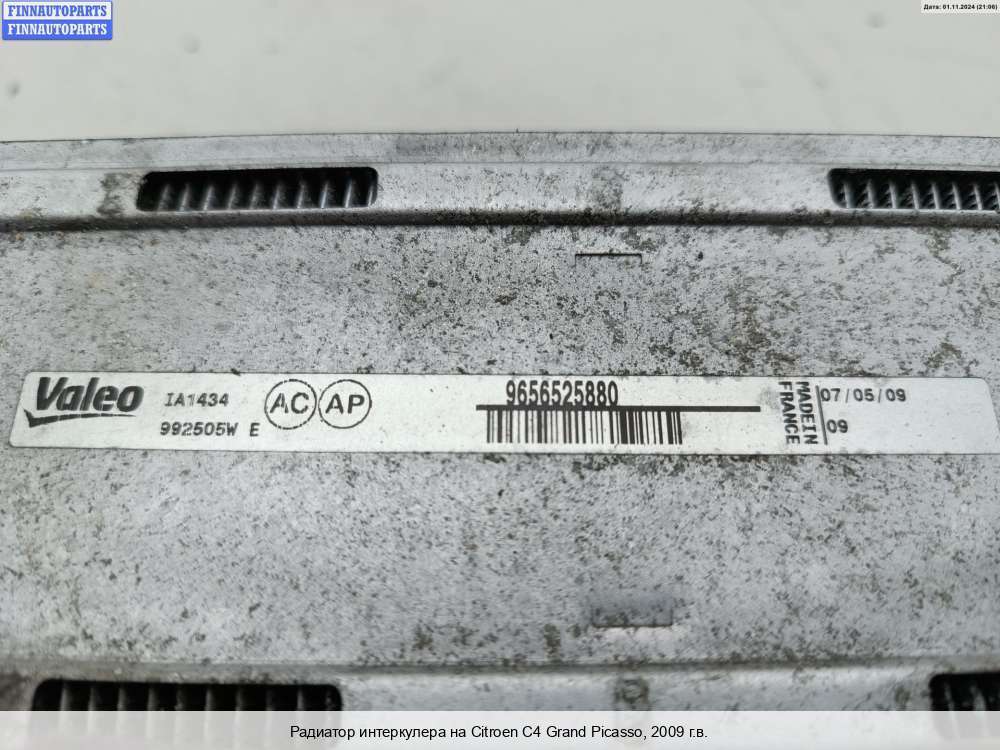 FINNAUTOPARTS
FINNAUTOPARTS
Дата: 01.11.2024 (21:06)
Valeo
IA1434
992505W E
AC
AP
9656525880
MADE IN
FRANCE
07/05/09
09
Радиатор интеркулера на Citroen C4 Grand Picasso, 2009 г.в.